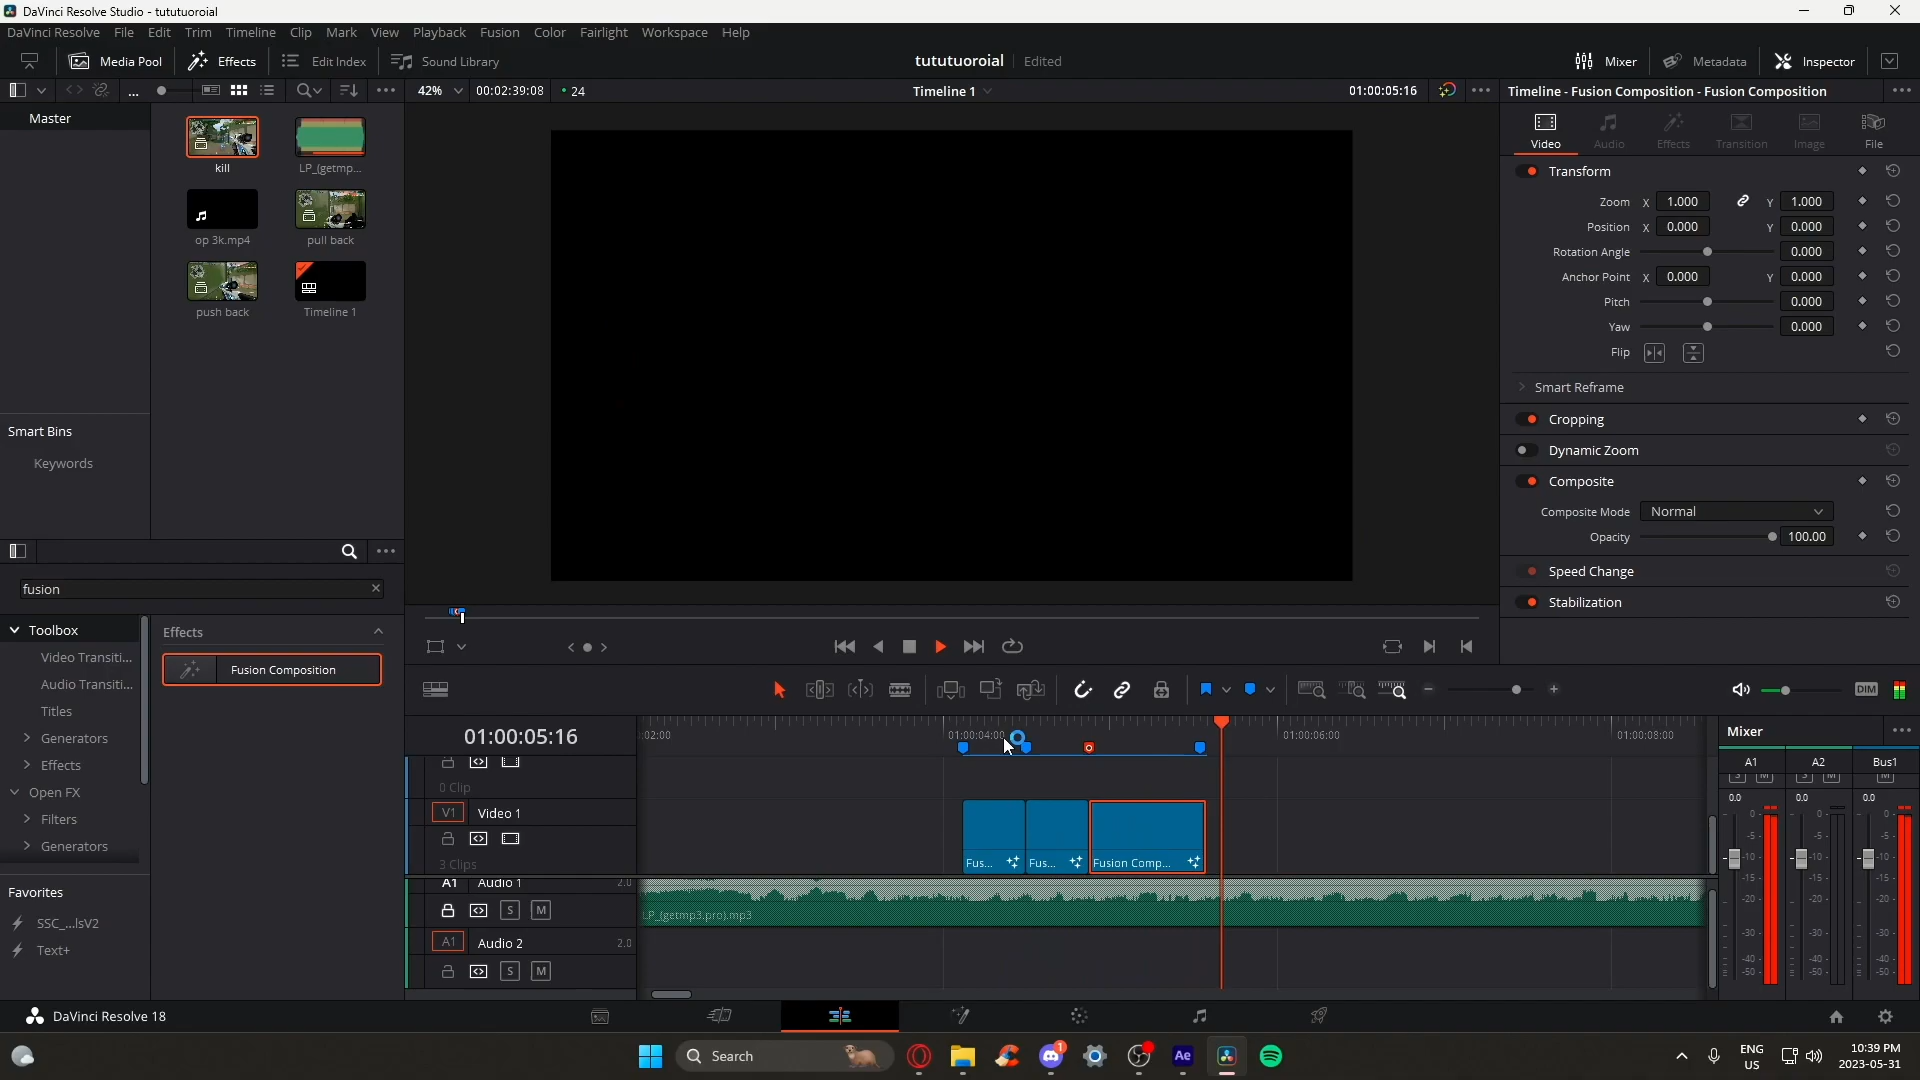 DaVinci Resolve Studio - tututuoroial
DaVinci Resolve File Edit Trim Timeline Clip Mark View Playback Fusion Color Fairlight Workspace Help
Media Pool Effects Edit Index Sound Library tututuoroial Edited Mixer Metadata Inspector
... 42% 00:02:39:08 24 Timeline 1 01:00:05:16 Timeline - Fusion Composition - Fusion Composition
Master
kill
LP_(getmp...
op 3k.mp4
pull back
push back
Timeline 1
Smart Bins
Keywords
Video Audio Effects Transition Image File
Transform
Zoom X 1.000 Y 1.000
Position X 0.000 Y 0.000
Rotation Angle 0.000
Anchor Point X 0.000 Y 0.000
Pitch 0.000
Yaw 0.000
Flip
Smart Reframe
Cropping
Dynamic Zoom
Composite
Composite Mode Normal
Opacity 100.00
Speed Change
Stabilization
fusion
Toolbox
Video Transiti...
Audio Transiti...
Titles
Generators
Effects
Open FX
Filters
Generators
Effects
Fusion Composition
Favorites
SSC_...lsV2
Text+
DIM
01:00:05:16
:02:00 01:00:04:00 01:00:06:00 01:00:08:00
0 Clip
V1 Video 1
3 Clips
Fus... Fus... Fusion Comp...
A1 Audio 1 2.0
S M
LP_(getmp3.pro).mp3
A1 Audio 2 2.0
S M
Mixer
A1 A2 Bus1
S M S M M
0.0 0.0 0.0
0 0 0
-5 -5 -5
-10 -10 -10
-15 -15 -15
-20 -20 -20
-30 -30 -30
-40 -40 -40
-50 -50 -50
DaVinci Resolve 18
Search
1
Ae
ENG
US
10:39 PM
2023-05-31